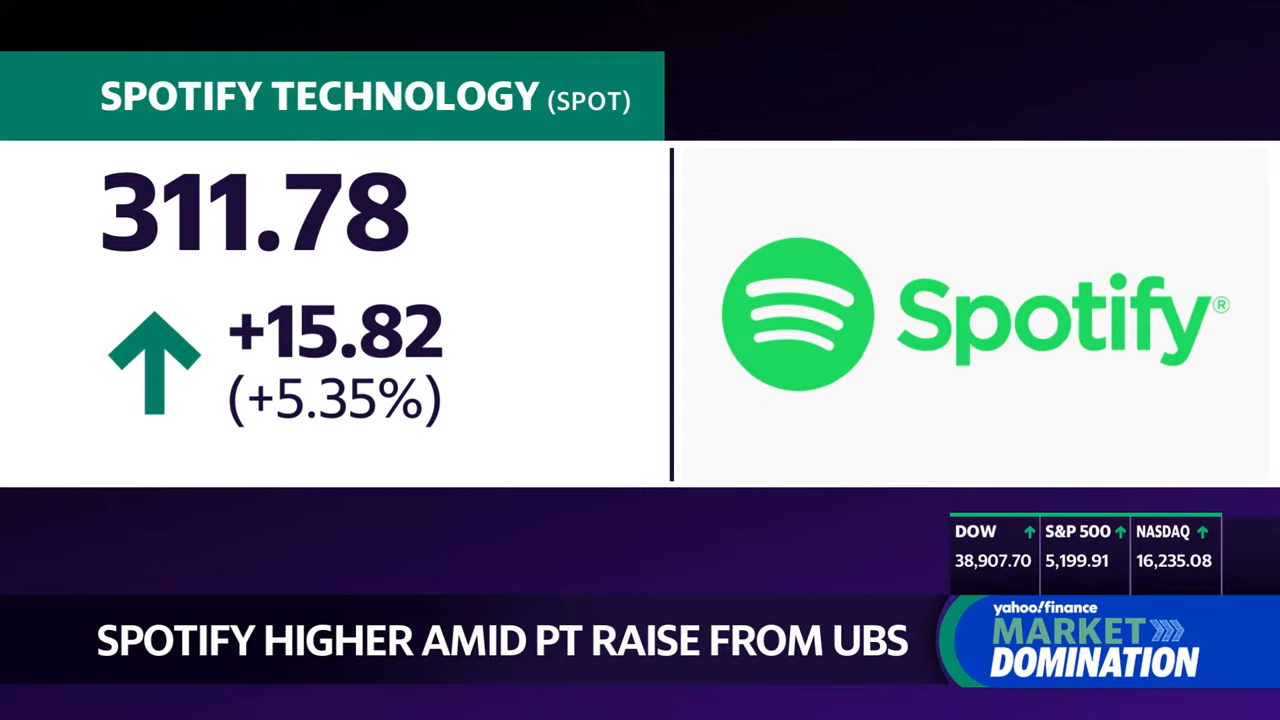 SPOTIFY TECHNOLOGY (SPOT)
311.78
+15.82
(+5.35%)
Spotify®
DOW
38,907.70
S&P 500
5,199.91
NASDAQ
16,235.08
SPOTIFY HIGHER AMID PT RAISE FROM UBS
yahoo!finance
MARKET
DOMINATION